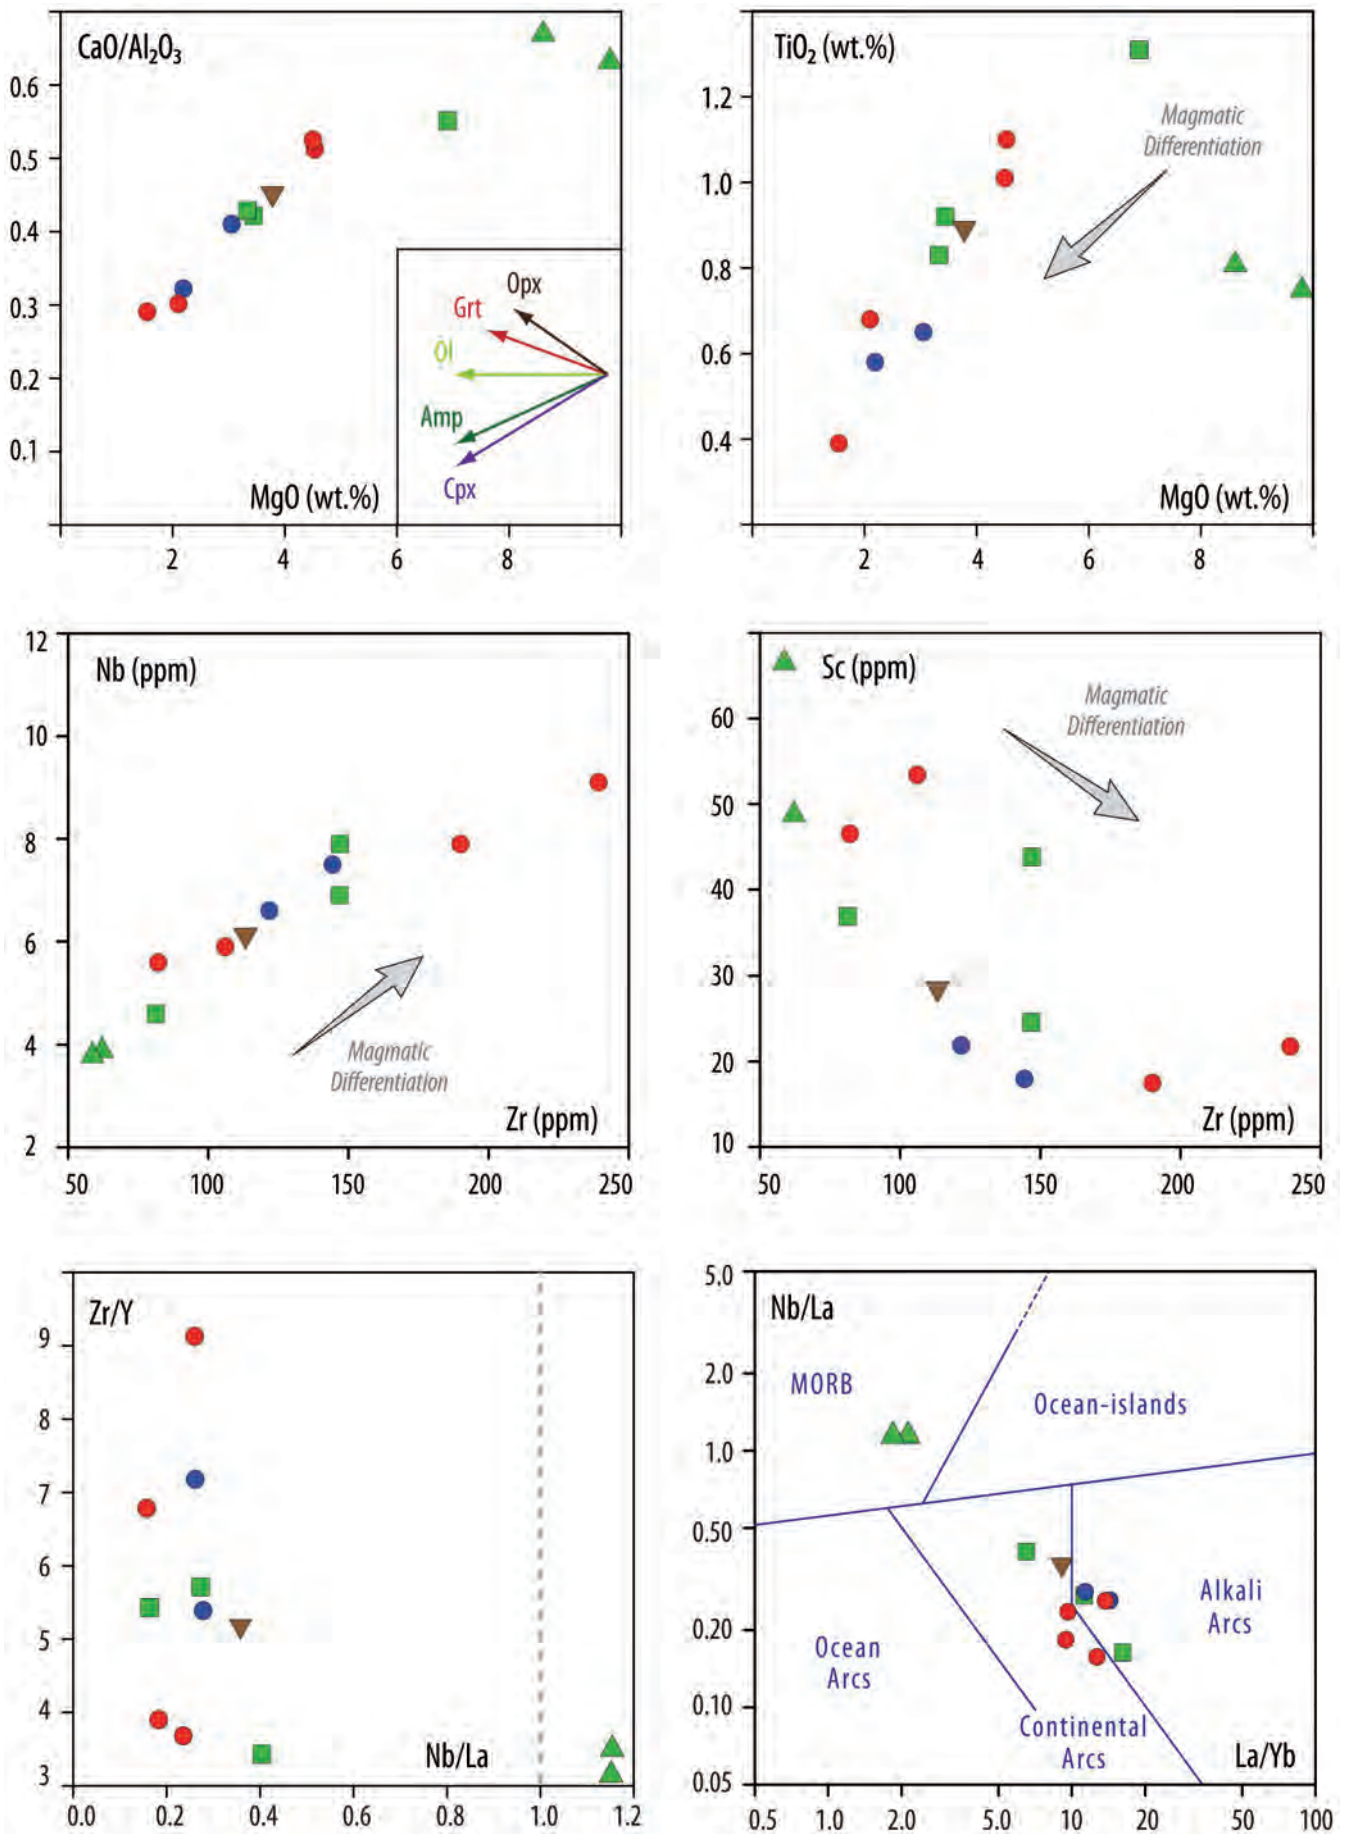 CaO/Al₂O₃
0.6
0.5
0.4
0.3
0.2
0.1
Opx
Grt
Ol
Amp
Cpx
MgO (wt.%)
2 4 6 8
TiO₂ (wt.%)
1.2
1.0
0.8
0.6
0.4
Magmatic
Differentiation
MgO (wt.%)
2 4 6 8
Nb (ppm)
12
10
8
6
4
2
Magmatic
Differentiation
Zr (ppm)
50 100 150 200 250
Sc (ppm)
60
50
40
30
20
10
Magmatic
Differentiation
Zr (ppm)
50 100 150 200 250
Zr/Y
9
8
7
6
5
4
3
Nb/La
0.0 0.2 0.4 0.6 0.8 1.0 1.2
Nb/La
5.0
2.0
1.0
0.50
0.20
0.10
0.05
MORB
Ocean-islands
Alkali
Arcs
Ocean
Arcs
Continental
Arcs
La/Yb
0.5 1.0 2.0 5.0 10 20 50 100